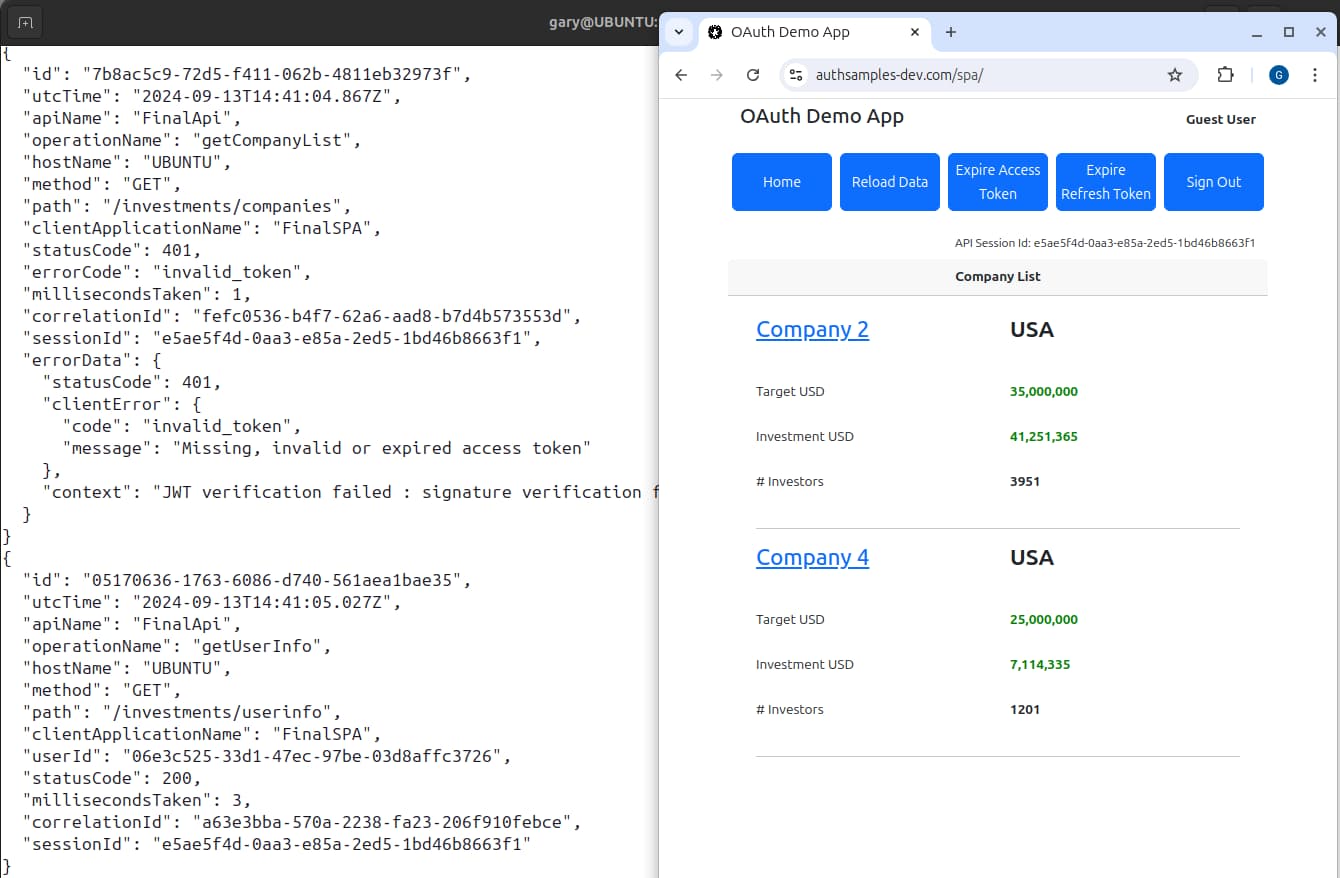 gary@UBUNTU:
{
  "id": "7b8ac5c9-72d5-f411-062b-4811eb32973f",
  "utcTime": "2024-09-13T14:41:04.867Z",
  "apiName": "FinalApi",
  "operationName": "getCompanyList",
  "hostName": "UBUNTU",
  "method": "GET",
  "path": "/investments/companies",
  "clientApplicationName": "FinalSPA",
  "statusCode": 401,
  "errorCode": "invalid_token",
  "millisecondsTaken": 1,
  "correlationId": "fefc0536-b4f7-62a6-aad8-b7d4b573553d",
  "sessionId": "e5ae5f4d-0aa3-e85a-2ed5-1bd46b8663f1",
  "errorData": {
    "statusCode": 401,
    "clientError": {
      "code": "invalid_token",
      "message": "Missing, invalid or expired access token"
    },
    "context": "JWT verification failed : signature verification f
  }
}
{
  "id": "05170636-1763-6086-d740-561aea1bae35",
  "utcTime": "2024-09-13T14:41:05.027Z",
  "apiName": "FinalApi",
  "operationName": "getUserInfo",
  "hostName": "UBUNTU",
  "method": "GET",
  "path": "/investments/userinfo",
  "clientApplicationName": "FinalSPA",
  "userId": "06e3c525-33d1-47ec-97be-03d8affc3726",
  "statusCode": 200,
  "millisecondsTaken": 3,
  "correlationId": "a63e3bba-570a-2238-fa23-206f910febce",
  "sessionId": "e5ae5f4d-0aa3-e85a-2ed5-1bd46b8663f1"
}
OAuth Demo App
authsamples-dev.com/spa/
G
OAuth Demo App
Guest User
Home
Reload Data
Expire Access
Token
Expire
Refresh Token
Sign Out
API Session Id: e5ae5f4d-0aa3-e85a-2ed5-1bd46b8663f1
Company List
Company 2 USA
Target USD 35,000,000
Investment USD 41,251,365
# Investors 3951
Company 4 USA
Target USD 25,000,000
Investment USD 7,114,335
# Investors 1201